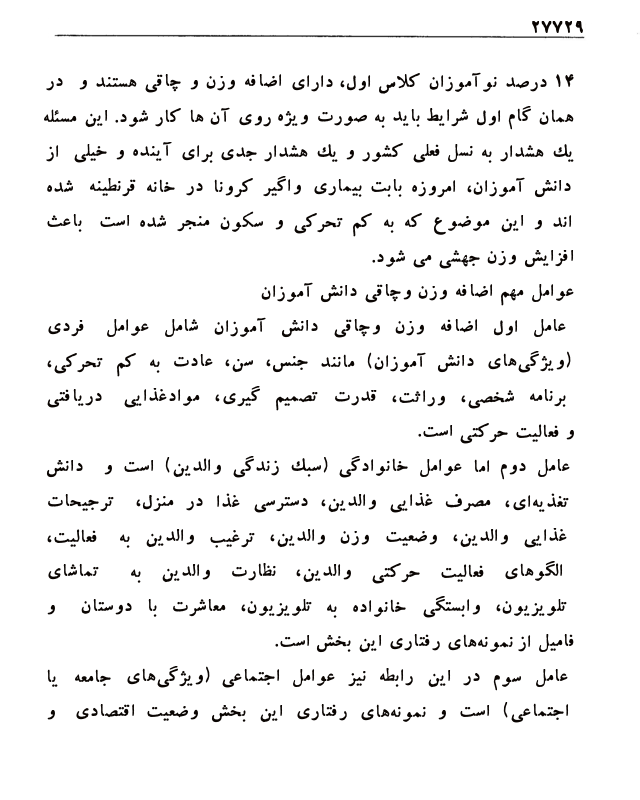 ۲۷۷۲۹
۱۴ درصد نوآموزان کلاس اول، دارای اضافه وزن و چاقی هستند و در
همان گام اول شرایط باید به صورت ویژه روی آن ها کار شود. این مسئله
یك هشدار به نسل فعلی کشور و یك هشدار جدی برای آینده و خیلی از
دانش آموزان، امروزه بابت بیماری واگیر کرونا در خانه قرنطینه شده
اند و این موضوع که به کم تحرکی و سکون منجر شده است باعث
افزایش وزن جهشی می شود.
عوامل مهم اضافه وزن وچاقی دانش آموزان
عامل اول اضافه وزن وچاقی دانش آموزان شامل عوامل فردی
(ویژگی‌های دانش آموزان) مانند جنس، سن، عادت به کم تحرکی،
برنامه شخصی، وراثت، قدرت تصمیم گیری، موادغذایی دریافتی
و فعالیت حرکتی است.
عامل دوم اما عوامل خانوادگی (سبك زندگی والدین) است و دانش
تغذیه‌ای، مصرف غذایی والدین، دسترسی غذا در منزل، ترجیحات
غذایی والدین، وضعیت وزن والدین، ترغیب والدین به فعالیت،
الگوهای فعالیت حرکتی والدین، نظارت والدین به تماشای
تلویزیون، وابستگی خانواده به تلویزیون، معاشرت با دوستان و
فامیل از نمونه‌های رفتاری این بخش است.
عامل سوم در این رابطه نیز عوامل اجتماعی (ویژگی‌های جامعه یا
اجتماعی) است و نمونه‌های رفتاری این بخش وضعیت اقتصادی و